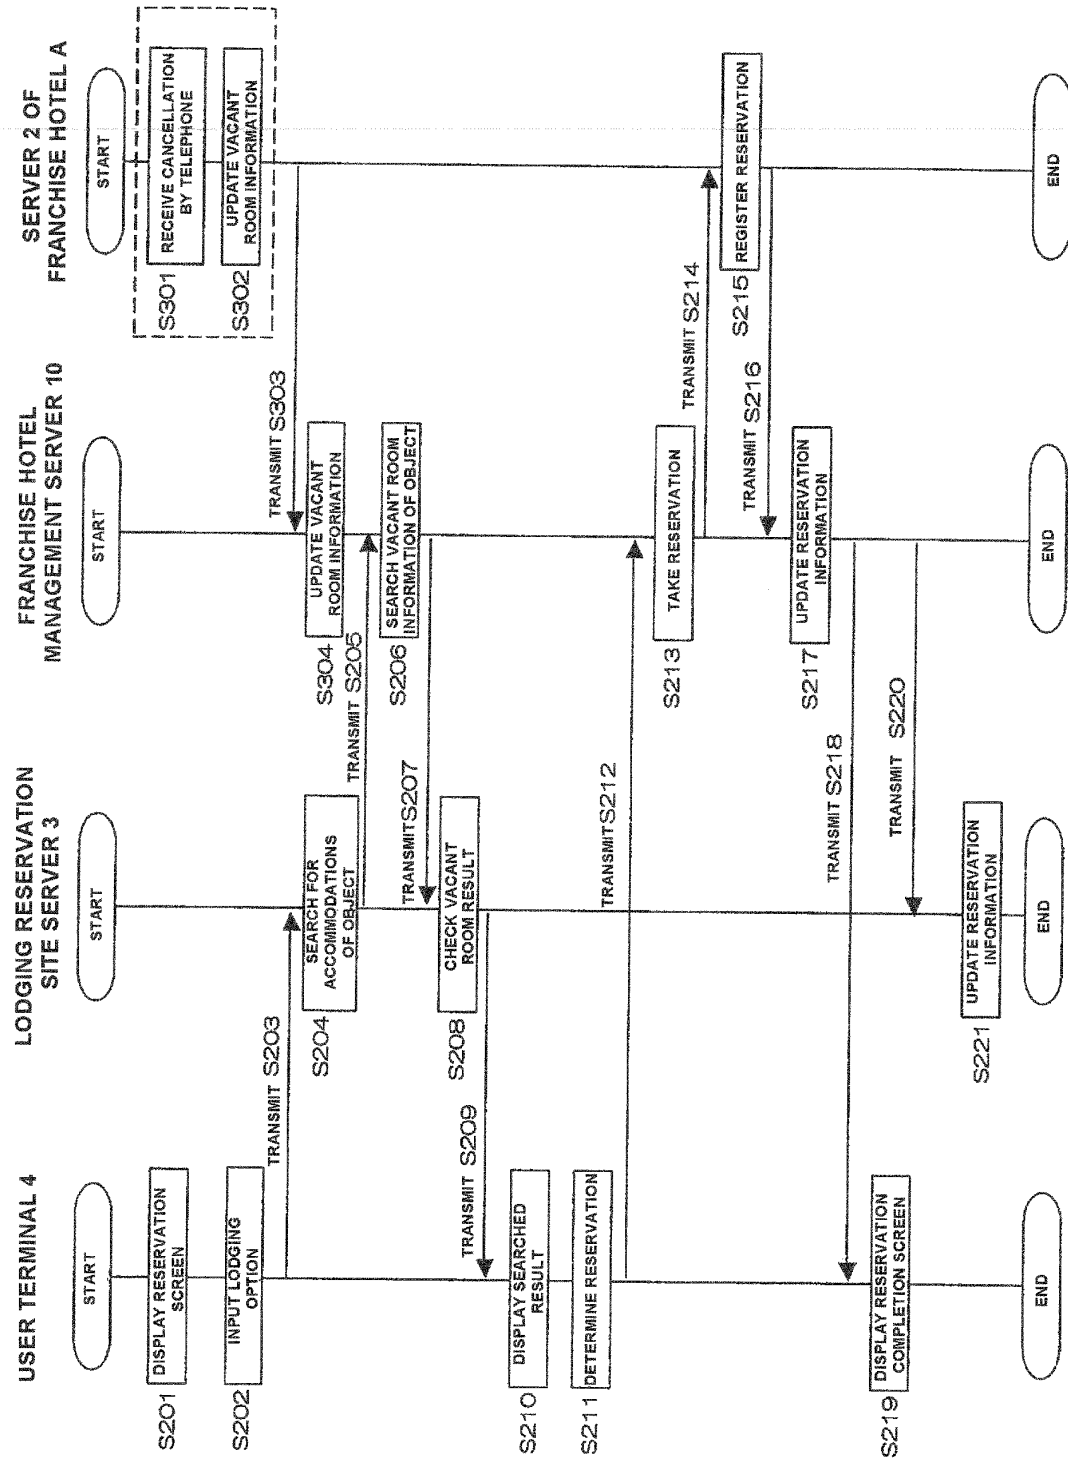 USER TERMINAL 4
START
S201
DISPLAY RESERVATION
SCREEN
S202
INPUT LODGING
OPTION
TRANSMIT S203
TRANSMIT S209
S210
DISPLAY SEARCHED
RESULT
S211
DETERMINE RESERVATION
S219
DISPLAY RESERVATION
COMPLETION SCREEN
END
LODGING RESERVATION
SITE SERVER 3
START
S204
SEARCH FOR
ACCOMMODATIONS
OF OBJECT
TRANSMIT S205
TRANSMIT S207
S208
CHECK VACANT
ROOM RESULT
TRANSMIT S212
TRANSMIT S218
TRANSMIT S220
S221
UPDATE RESERVATION
INFORMATION
END
FRANCHISE HOTEL
MANAGEMENT SERVER 10
START
TRANSMIT S303
S304
UPDATE VACANT
ROOM INFORMATION
S206
SEARCH VACANT ROOM
INFORMATION OF OBJECT
S213
TAKE RESERVATION
TRANSMIT S214
TRANSMIT S216
S217
UPDATE RESERVATION
INFORMATION
END
SERVER 2 OF
FRANCHISE HOTEL A
START
S301
RECEIVE CANCELLATION
BY TELEPHONE
S302
UPDATE VACANT
ROOM INFORMATION
S215
REGISTER RESERVATION
END